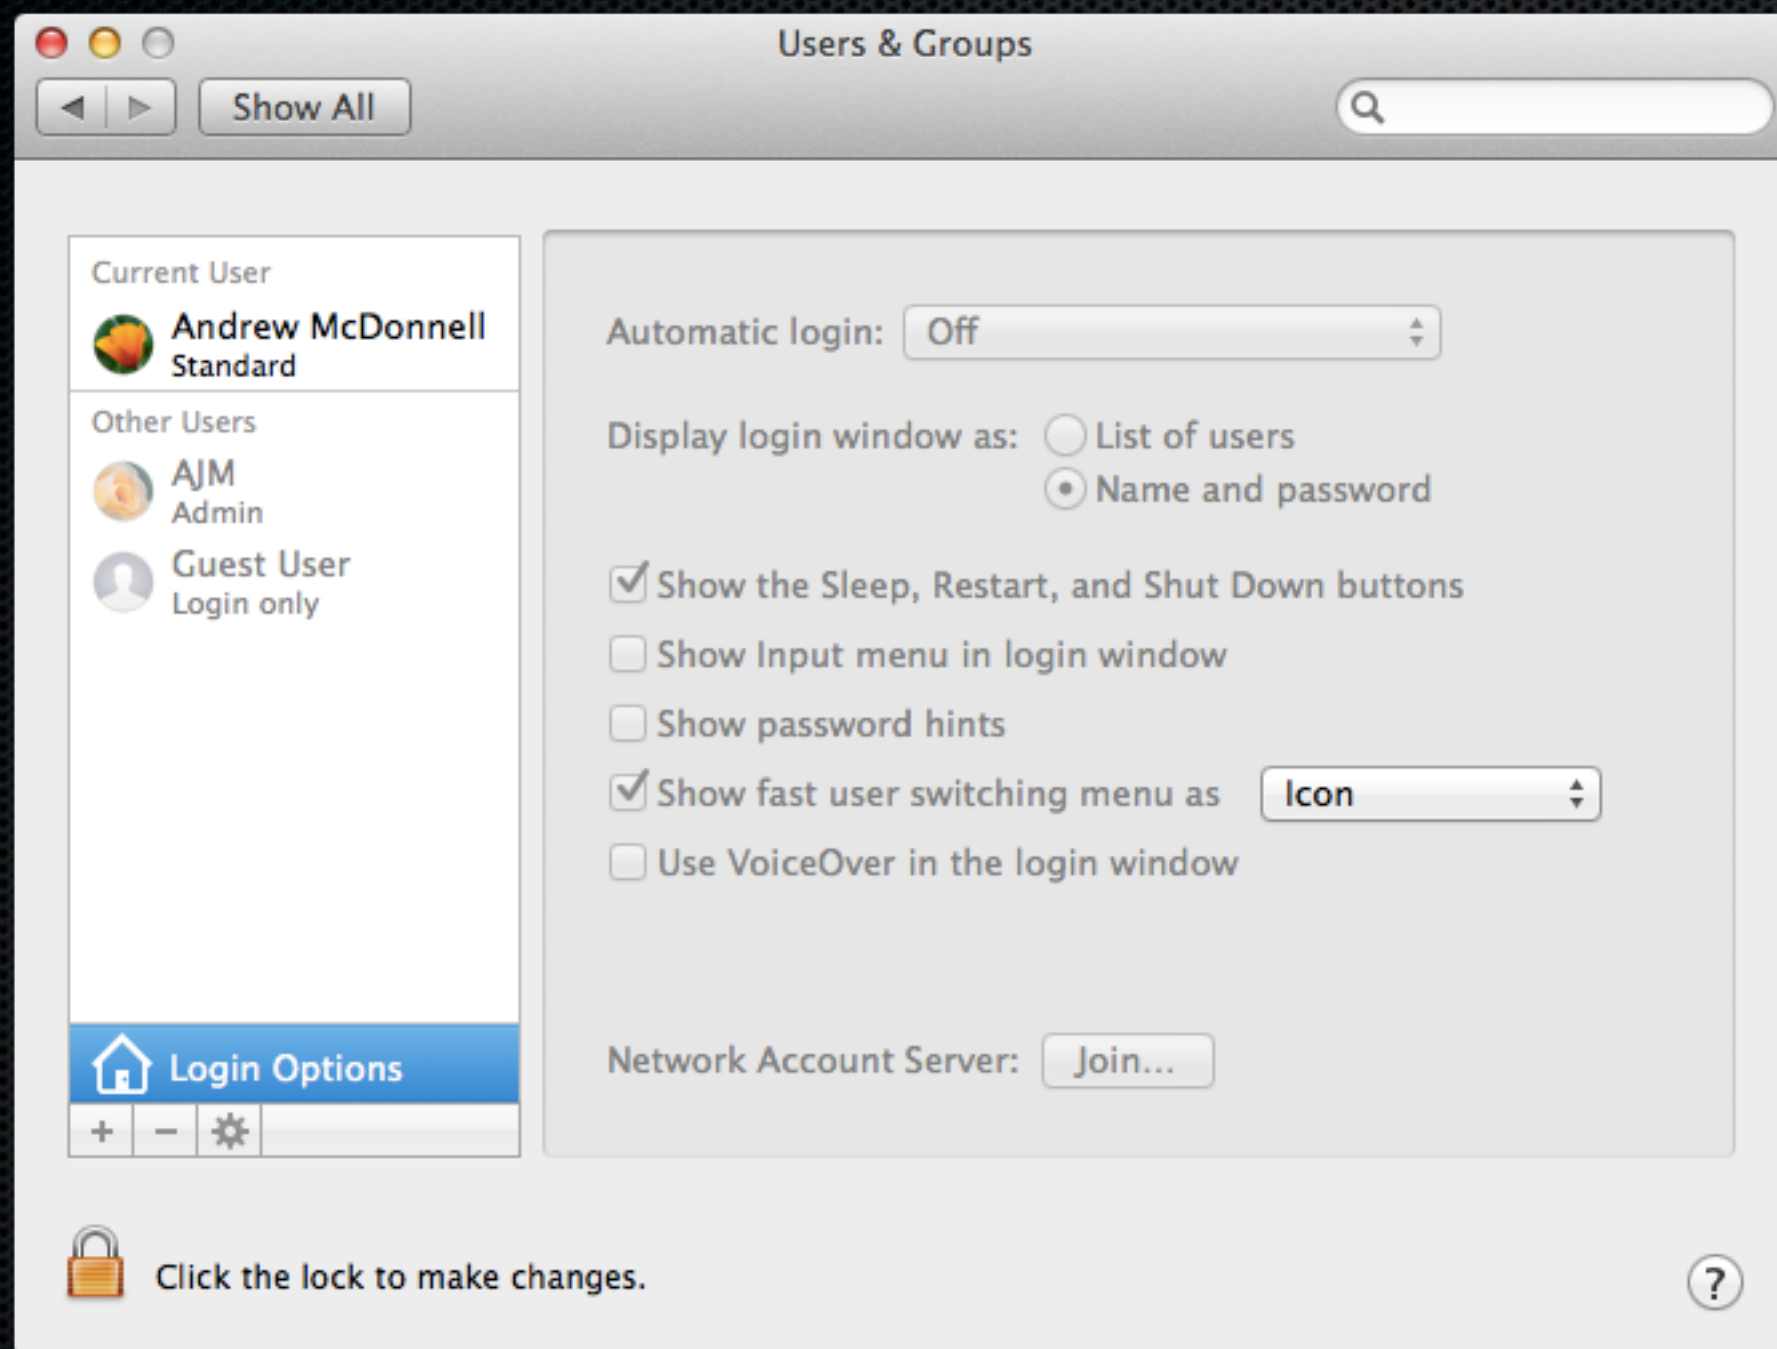 Users & Groups
Show All
Current User
Andrew McDonnell
Standard
Other Users
AJM
Admin
Guest User
Login only
Login Options
Automatic login: Off
Display login window as: List of users
Name and password
Show the Sleep, Restart, and Shut Down buttons
Show Input menu in login window
Show password hints
Show fast user switching menu as Icon
Use VoiceOver in the login window
Network Account Server: Join...
Click the lock to make changes.
?